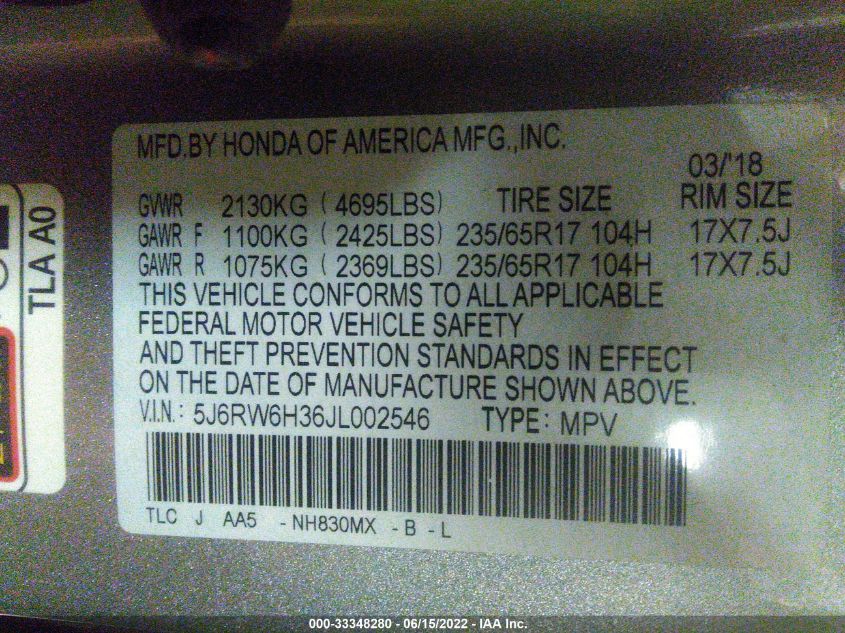 MFD.BY HONDA OF AMERICA MFG.,INC.
03/'18
GVWR 2130KG ( 4695LBS) TIRE SIZE RIM SIZE
GAWR F 1100KG ( 2425LBS) 235/65R17 104H 17X7.5J
GAWR R 1075KG ( 2369LBS) 235/65R17 104H 17X7.5J
THIS VEHICLE CONFORMS TO ALL APPLICABLE
FEDERAL MOTOR VEHICLE SAFETY
AND THEFT PREVENTION STANDARDS IN EFFECT
ON THE DATE OF MANUFACTURE SHOWN ABOVE.
V.I.N.: 5J6RW6H36JL002546 TYPE: MPV
TLC J AA5 -NH830MX -B -L
TLA A0
000-33348280 - 06/15/2022 - IAA Inc.